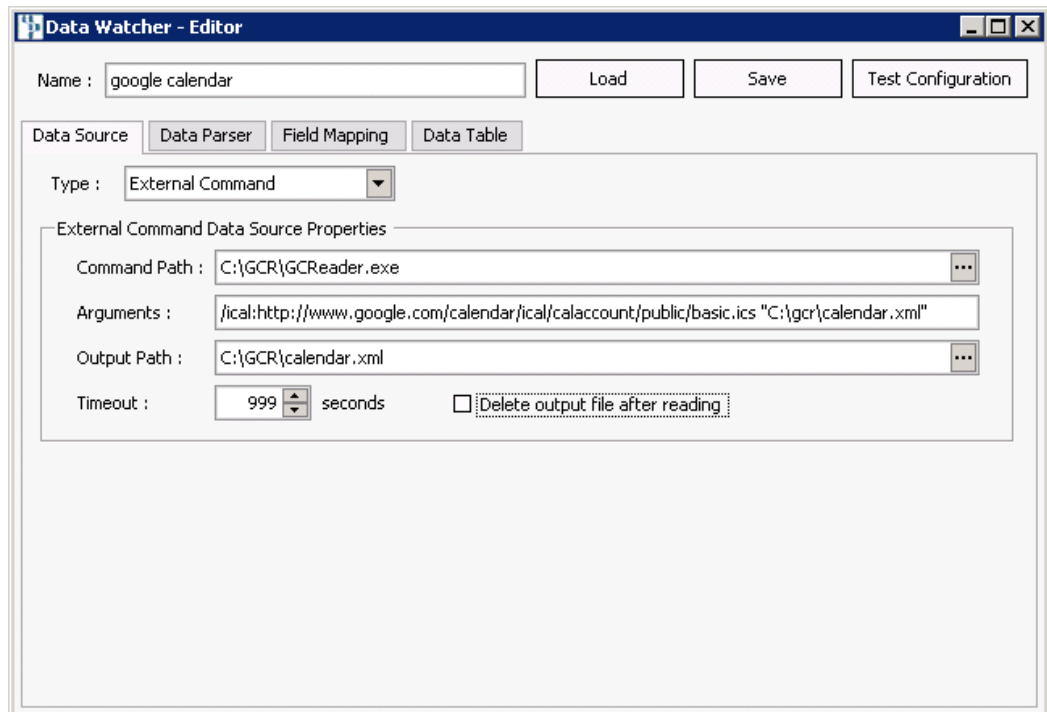 Data Watcher - Editor
Name : google calendar Load Save Test Configuration
Data Source Data Parser Field Mapping Data Table
Type : External Command
External Command Data Source Properties
Command Path : C:\GCR\GCReader.exe ...
Arguments : /ical:http://www.google.com/calendar/ical/calaccount/public/basic.ics "C:\gcr\calendar.xml"
Output Path : C:\GCR\calendar.xml ...
Timeout : 999 seconds Delete output file after reading